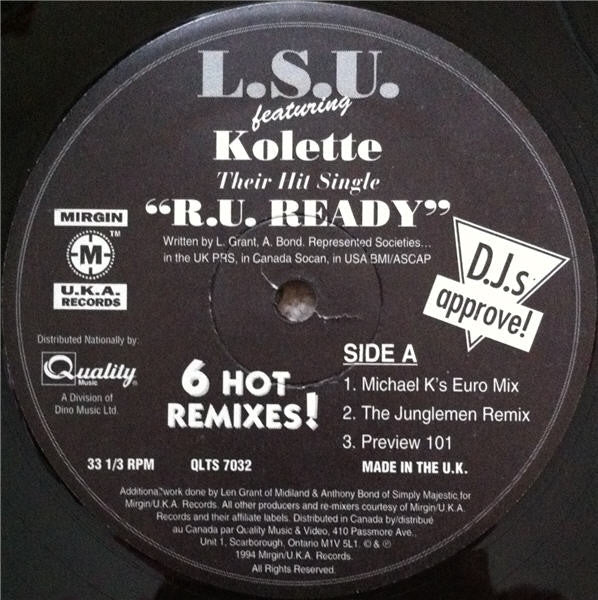 L.S.U.
featuring
Kolette
Their Hit Single
"R.U. READY"
Written by L. Grant, A. Bond. Represented Societies...
in the UK PRS, in Canada Socan, in USA BMI/ASCAP
MIRGIN
-M-
TM
U.K.A.
RECORDS
D.J.s
approve!
Distributed Nationally by:
Quality®
Music
A Division of
Dino Music Ltd.
6 HOT
REMIXES!
SIDE A
1. Michael K's Euro Mix
2. The Junglemen Remix
3. Preview 101
33 1/3 RPM QLTS 7032 MADE IN THE U.K.
Additional work done by Len Grant of Midiland & Anthony Bond of Simply Majestic for
Mirgin/U.K.A. Records. All other producers and re-mixers courtesy of Mirgin/U.K.A.
Records and their affiliate labels. Distributed in Canada by/distribué
au Canada par Quality Music & Video, 410 Passmore Ave.,
Unit 1, Scarborough, Ontario M1V 5L1. © & ℗
1994 Mirgin/U.K.A. Records.
All Rights Reserved.